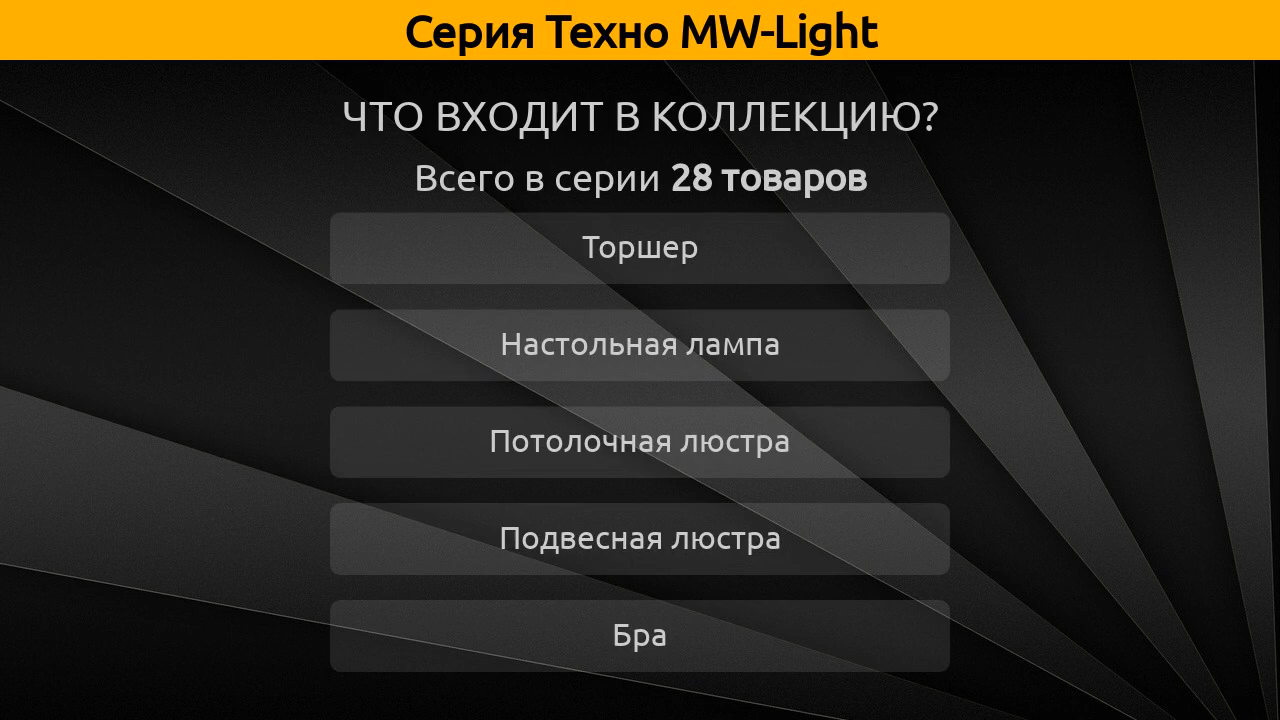 Серия Техно MW-Light
ЧТО ВХОДИТ В КОЛЛЕКЦИЮ?
Всего в серии 28 товаров
Торшер
Настольная лампа
Потолочная люстра
Подвесная люстра
Бра